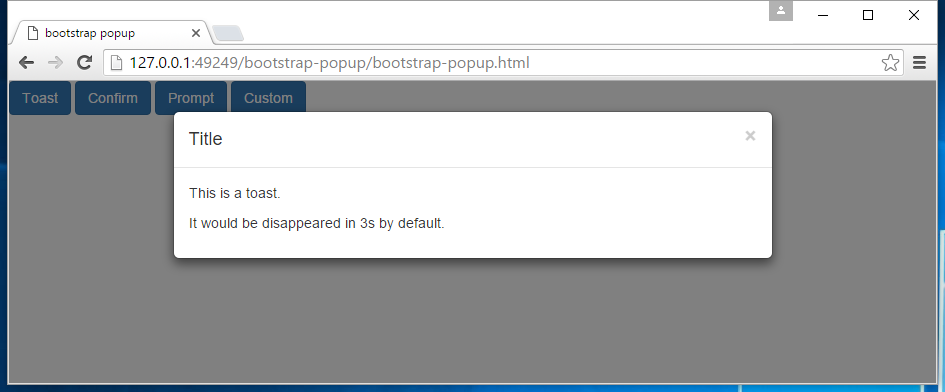 bootstrap popup
127.0.0.1:49249/bootstrap-popup/bootstrap-popup.html
Toast Confirm Prompt Custom
Title ×
This is a toast.
It would be disappeared in 3s by default.